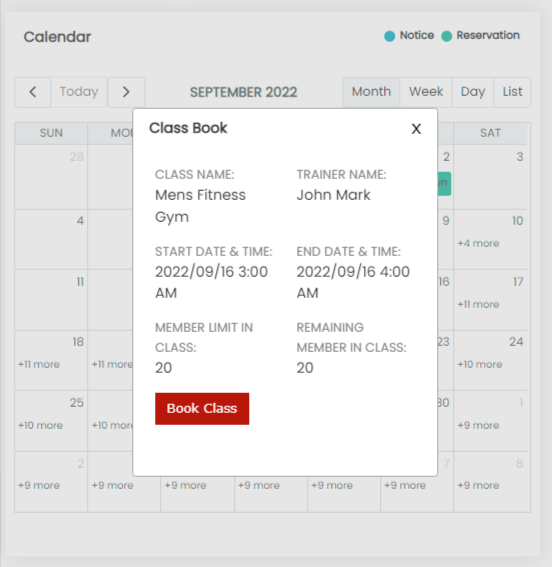 Calendar
Notice Reservation
Today
SEPTEMBER 2022
Month Week Day List
SUN SAT
28 2 3
4 9 10
+4 more
11 16 17
+11 more
18 23 24
+11 more +11 more +10 more
25 30 1
+10 more +10 more +9 more
2 7 8
+9 more +9 more +9 more +9 more +9 more +9 more +9 more
Class Book X
CLASS NAME: TRAINER NAME:
Mens Fitness John Mark
Gym
START DATE & TIME: END DATE & TIME:
2022/09/16 3:00 2022/09/16 4:00
AM AM
MEMBER LIMIT IN REMAINING
CLASS: MEMBER IN CLASS:
20 20
Book Class